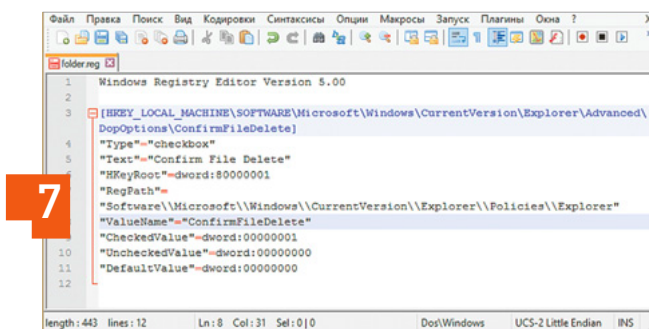 Файл Правка Поиск Вид Кодировки Синтаксисы Опции Макросы Запуск Плагины Окна ? X
folder.reg
1 Windows Registry Editor Version 5.00
2
3 [HKEY_LOCAL_MACHINE\SOFTWARE\Microsoft\Windows\CurrentVersion\Explorer\Advanced\
DopOptions\ConfirmFileDelete]
4 "Type"="checkbox"
5 "Text"="Confirm File Delete"
"HKeyRoot"=dword:80000001
"RegPath"=
"Software\\Microsoft\\Windows\\CurrentVersion\\Explorer\\Policies\\Explorer"
"ValueName"="ConfirmFileDelete"
"CheckedValue"=dword:00000001
10 "UncheckedValue"=dword:00000000
11 "DefaultValue"=dword:00000000
12
7
length : 443 lines : 12 Ln : 8 Col : 31 Sel : 0 | 0 Dos\Windows UCS-2 Little Endian INS